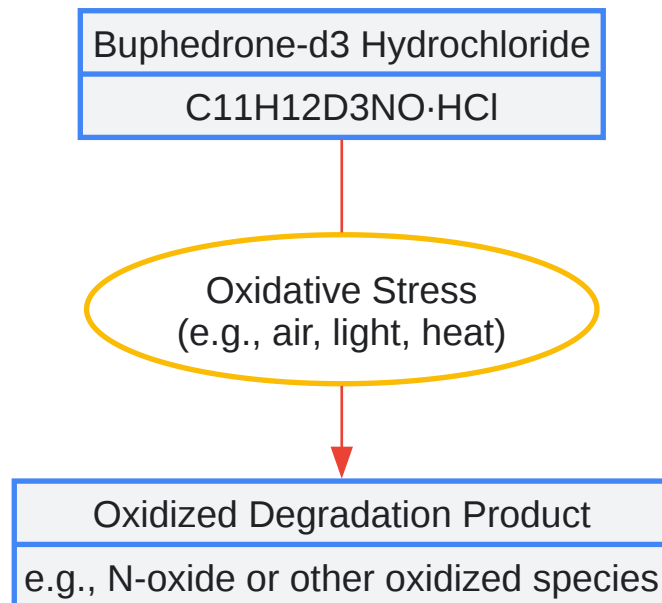 Buphedrone-d3 Hydrochloride
C11H12D3NO·HCl
Oxidative Stress
(e.g., air, light, heat)
Oxidized Degradation Product
e.g., N-oxide or other oxidized species